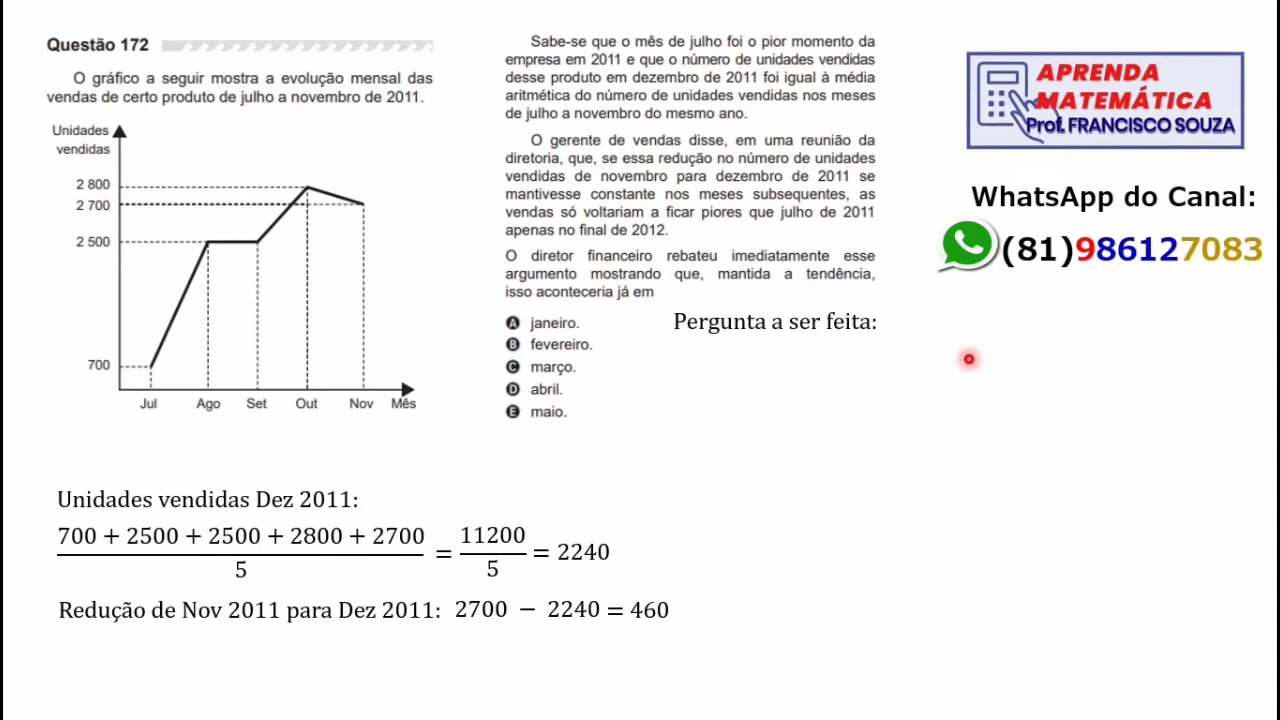 Questão 172
O gráfico a seguir mostra a evolução mensal das
vendas de certo produto de julho a novembro de 2011.
Unidades
vendidas
2 800
2 700
2 500
700
Jul Ago Set Out Nov Mês
Sabe-se que o mês de julho foi o pior momento da
empresa em 2011 e que o número de unidades vendidas
desse produto em dezembro de 2011 foi igual à média
aritmética do número de unidades vendidas nos meses
de julho a novembro do mesmo ano.
O gerente de vendas disse, em uma reunião da
diretoria, que, se essa redução no número de unidades
vendidas de novembro para dezembro de 2011 se
mantivesse constante nos meses subsequentes, as
vendas só voltariam a ficar piores que julho de 2011
apenas no final de 2012.
O diretor financeiro rebateu imediatamente esse
argumento mostrando que, mantida a tendência,
isso aconteceria já em
A janeiro.
B fevereiro.
C março.
D abril.
E maio.
Pergunta a ser feita:
APRENDA
MATEMÁTICA
Prof. FRANCISCO SOUZA
WhatsApp do Canal:
(81)986127083
Unidades vendidas Dez 2011:
700 + 2500 + 2500 + 2800 + 2700
5
= 11200
5
= 2240
Redução de Nov 2011 para Dez 2011: 2700 − 2240 = 460